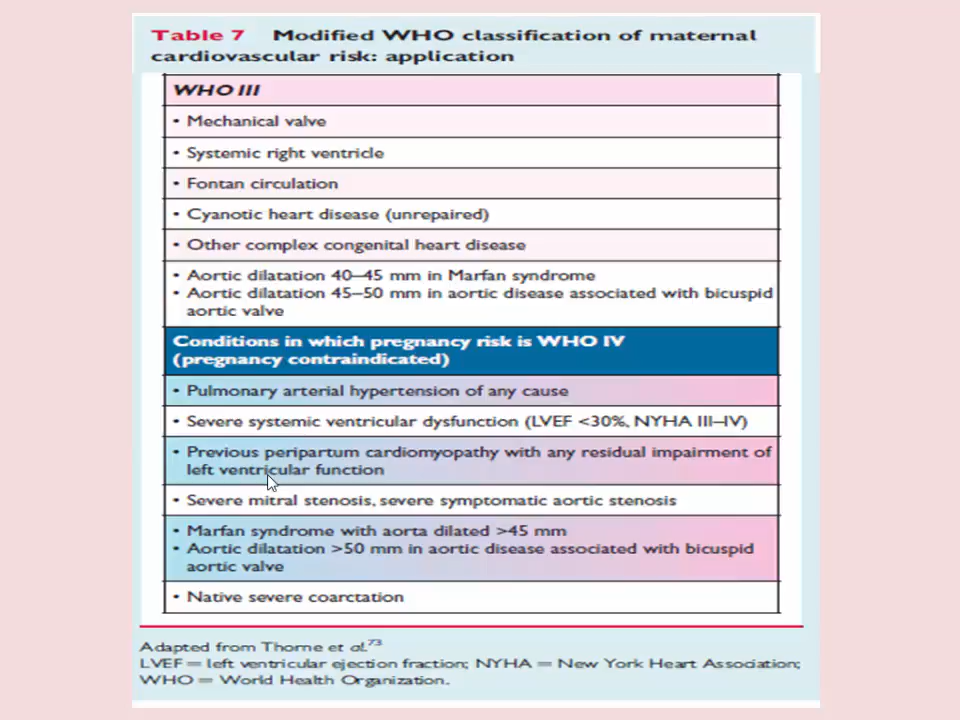 Table 7 Modified WHO classification of maternal
cardiovascular risk: application
WHO III
• Mechanical valve
• Systemic right ventricle
• Fontan circulation
• Cyanotic heart disease (unrepaired)
• Other complex congenital heart disease
• Aortic dilatation 40–45 mm in Marfan syndrome
• Aortic dilatation 45–50 mm in aortic disease associated with bicuspid
aortic valve
Conditions in which pregnancy risk is WHO IV
(pregnancy contraindicated)
• Pulmonary arterial hypertension of any cause
• Severe systemic ventricular dysfunction (LVEF <30%, NYHA III–IV)
• Previous peripartum cardiomyopathy with any residual impairment of
left ventricular function
• Severe mitral stenosis, severe symptomatic aortic stenosis
• Marfan syndrome with aorta dilated >45 mm
• Aortic dilatation >50 mm in aortic disease associated with bicuspid
aortic valve
• Native severe coarctation
Adapted from Thorne et al.73
LVEF = left ventricular ejection fraction; NYHA = New York Heart Association;
WHO = World Health Organization.